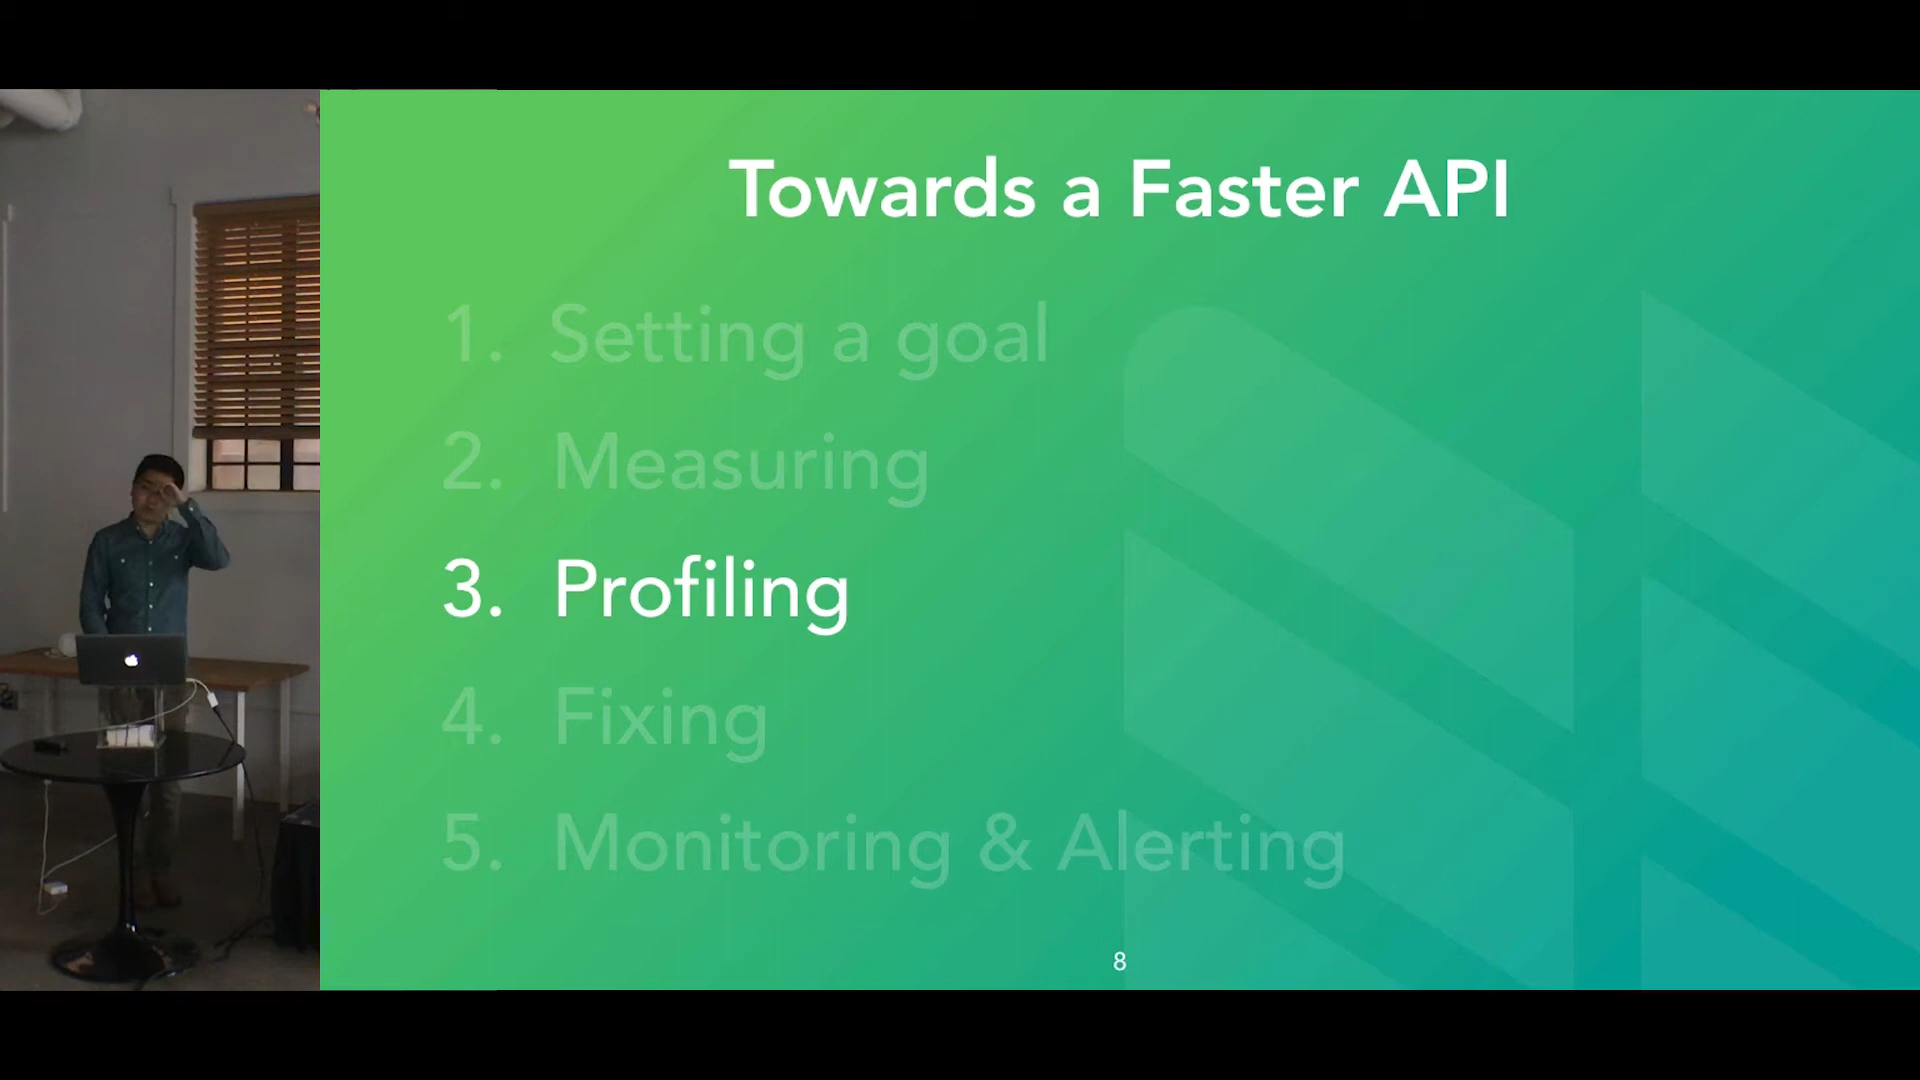 Towards a Faster API
1. Setting a goal
2. Measuring
3. Profiling
4. Fixing
5. Monitoring & Alerting
8